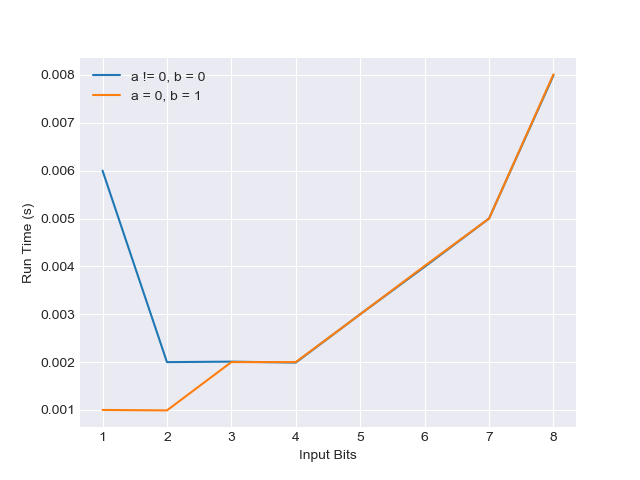 a != 0, b = 0
a = 0, b = 1
Run Time (s)
0.008
0.007
0.006
0.005
0.004
0.003
0.002
0.001
1 2 3 4 5 6 7 8
Input Bits